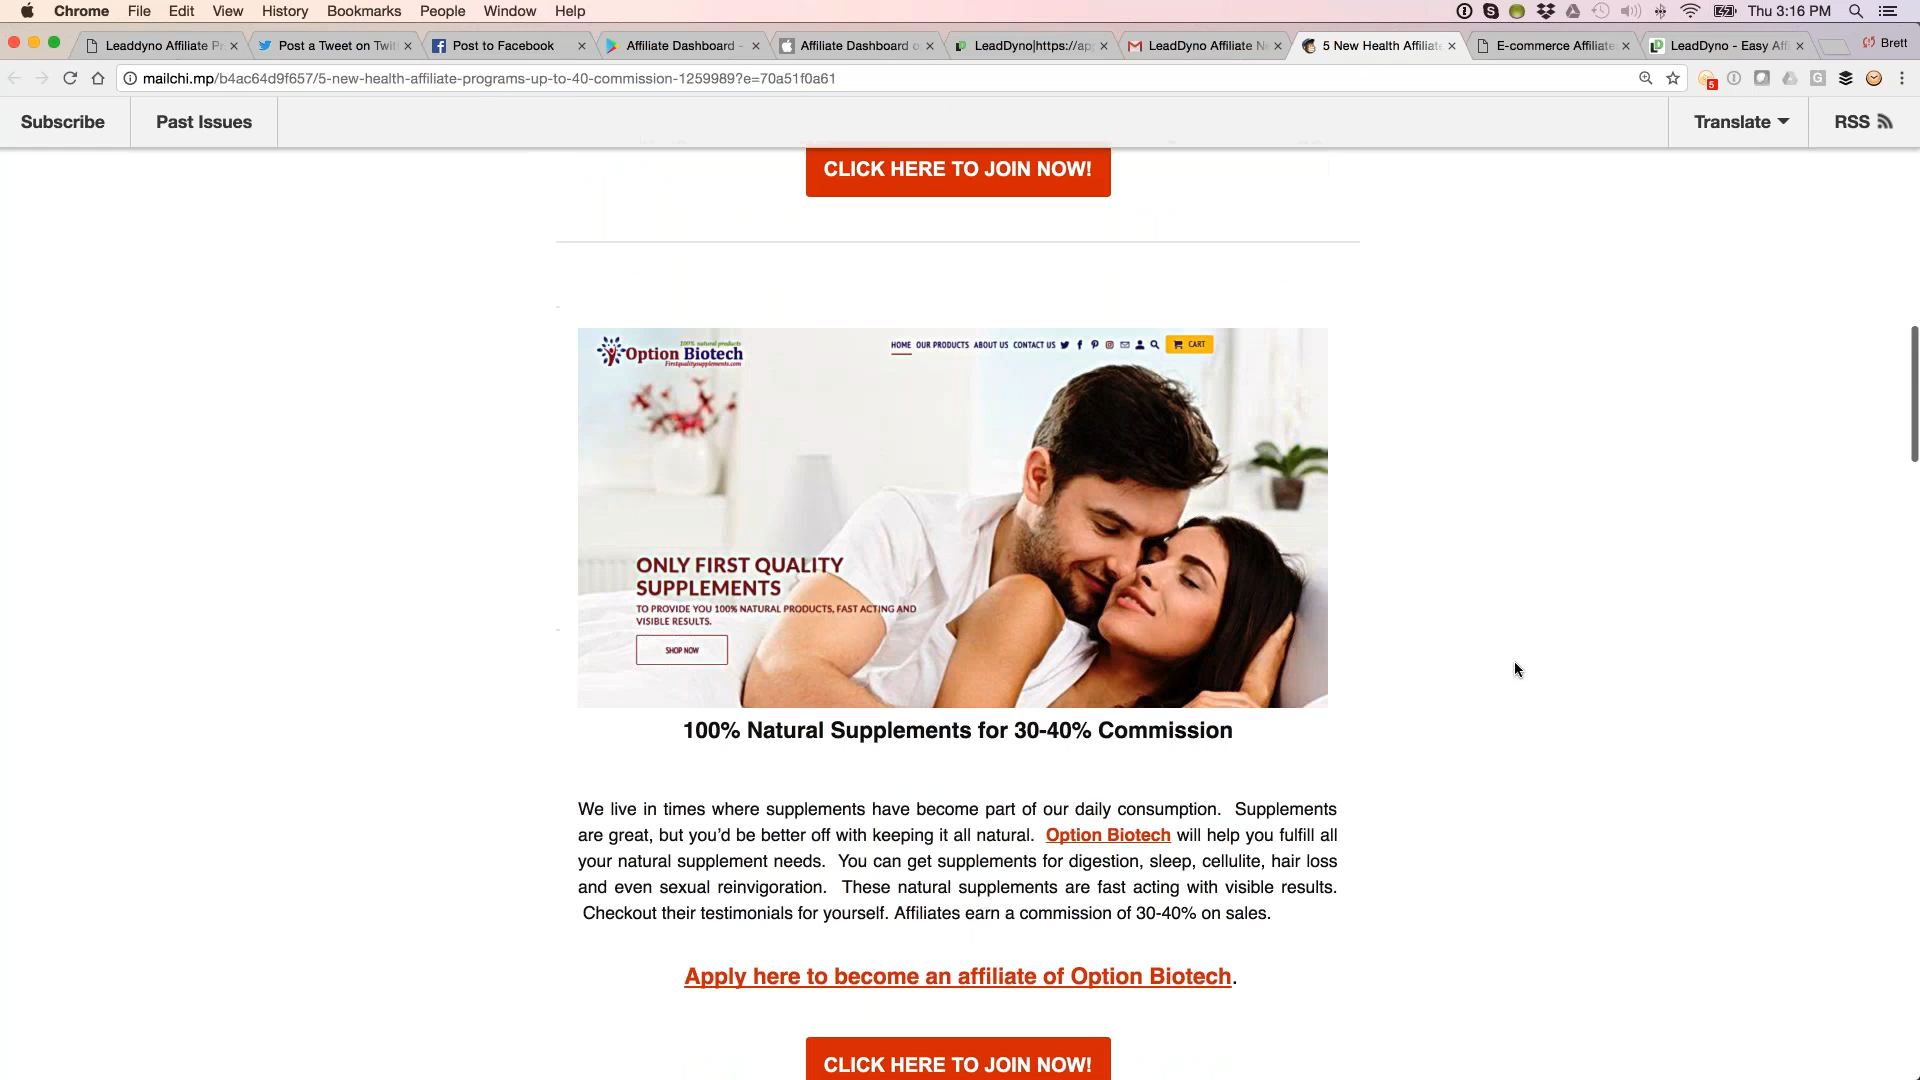 Chrome File Edit View History Bookmarks People Window Help Thu 3:16 PM
Leaddyno Affiliate P Post a Tweet on Twit Post to Facebook Affiliate Dashboard - Affiliate Dashboard o LeadDyno|https://ap LeadDyno Affiliate N 5 New Health Affiliate E-commerce Affiliate LeadDyno - Easy Aff Brett
mailchi.mp/b4ac64d9f657/5-new-health-affiliate-programs-up-to-40-commission-1259989?e=70a51f0a61 5
Subscribe Past Issues Translate RSS
CLICK HERE TO JOIN NOW!
100% natural products
Option Biotech
Firstqualitysupplements.com
HOME OUR PRODUCTS ABOUT US CONTACT US CART
ONLY FIRST QUALITY
SUPPLEMENTS
TO PROVIDE YOU 100% NATURAL PRODUCTS, FAST ACTING AND
VISIBLE RESULTS.
SHOP NOW
100% Natural Supplements for 30-40% Commission
We live in times where supplements have become part of our daily consumption. Supplements
are great, but you’d be better off with keeping it all natural. Option Biotech will help you fulfill all
your natural supplement needs. You can get supplements for digestion, sleep, cellulite, hair loss
and even sexual reinvigoration. These natural supplements are fast acting with visible results.
Checkout their testimonials for yourself. Affiliates earn a commission of 30-40% on sales.
Apply here to become an affiliate of Option Biotech.
CLICK HERE TO JOIN NOW!